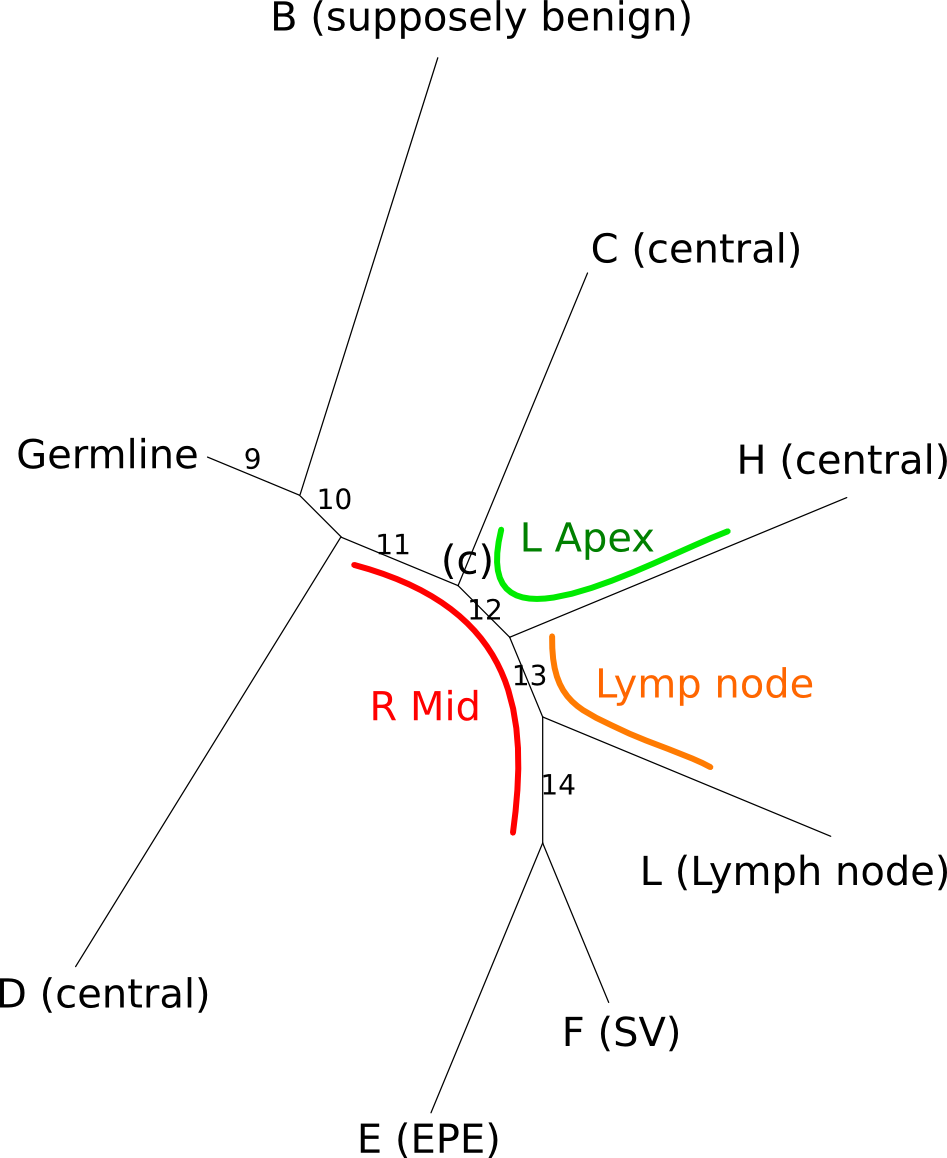 B (supposely benign)
C (central)
Germline
9
H (central)
10
11
(c)
L Apex
12
13
Lymp node
R Mid
14
L (Lymph node)
D (central)
F (SV)
E (EPE)